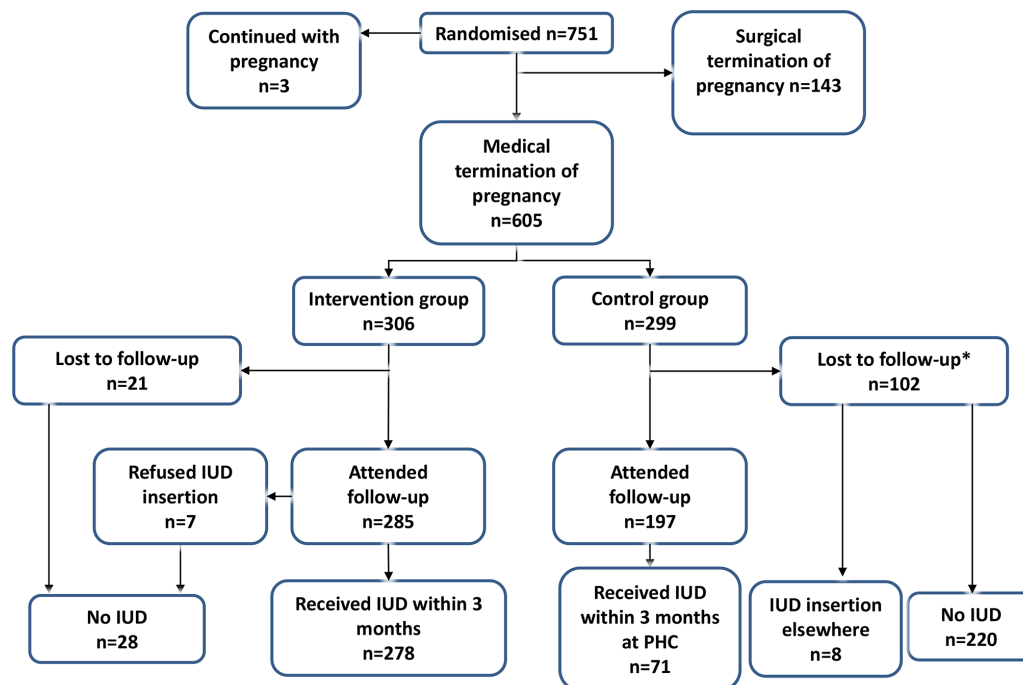 Continued with
pregnancy
n=3
Randomised n=751
Surgical
termination of
pregnancy n=143
Medical
termination of
pregnancy
n=605
Intervention group
n=306
Control group
n=299
Lost to follow-up
n=21
Lost to follow-up*
n=102
Refused IUD
insertion
n=7
Attended
follow-up
n=285
Attended
follow-up
n=197
No IUD
n=28
Received IUD within 3
months
n=278
Received IUD
within 3 months
at PHC
n=71
IUD insertion
elsewhere
n=8
No IUD
n=220